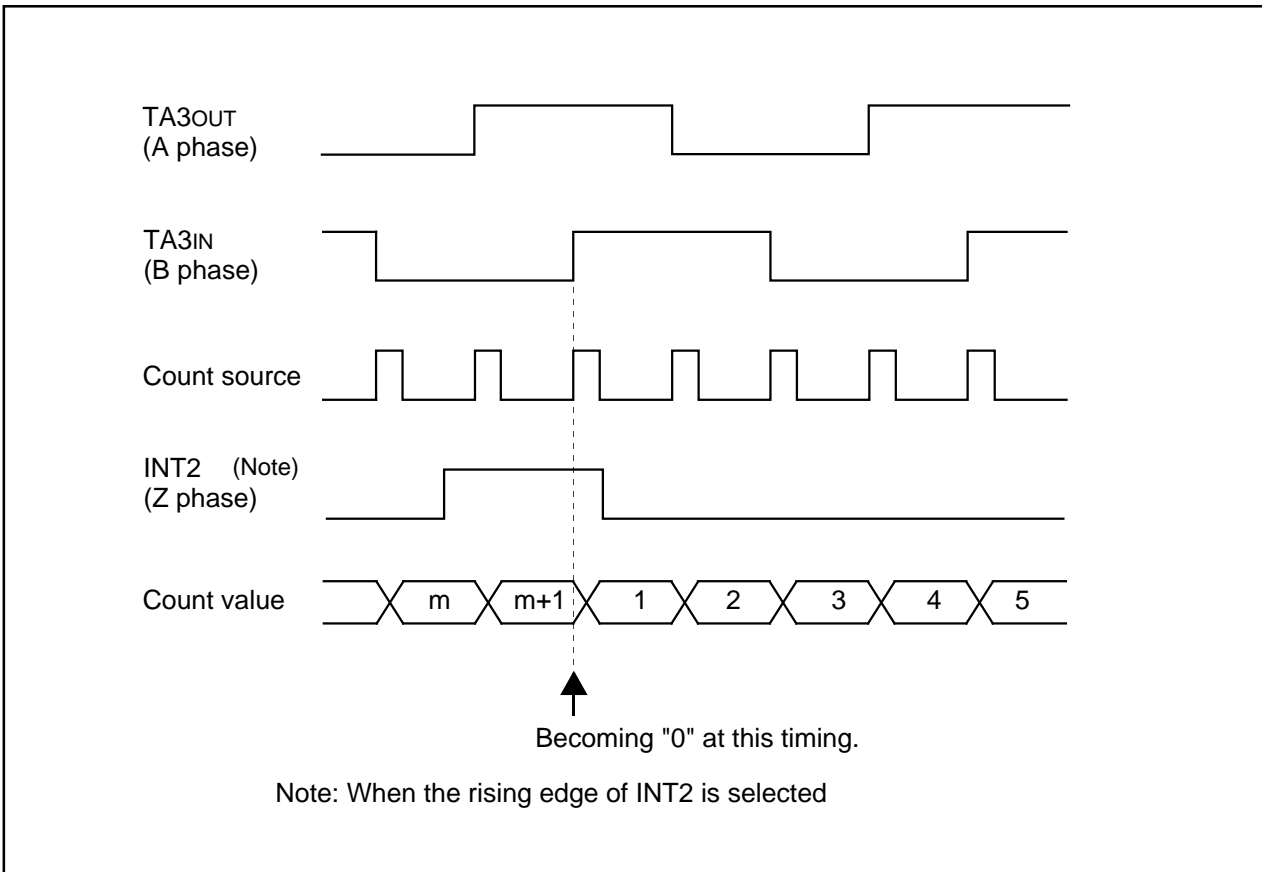 TA3OUT
(A phase)
TA3IN
(B phase)
Count source
INT2 (Note)
(Z phase)
Count value m m+1 1 2 3 4 5
Becoming "0" at this timing.
Note: When the rising edge of INT2 is selected